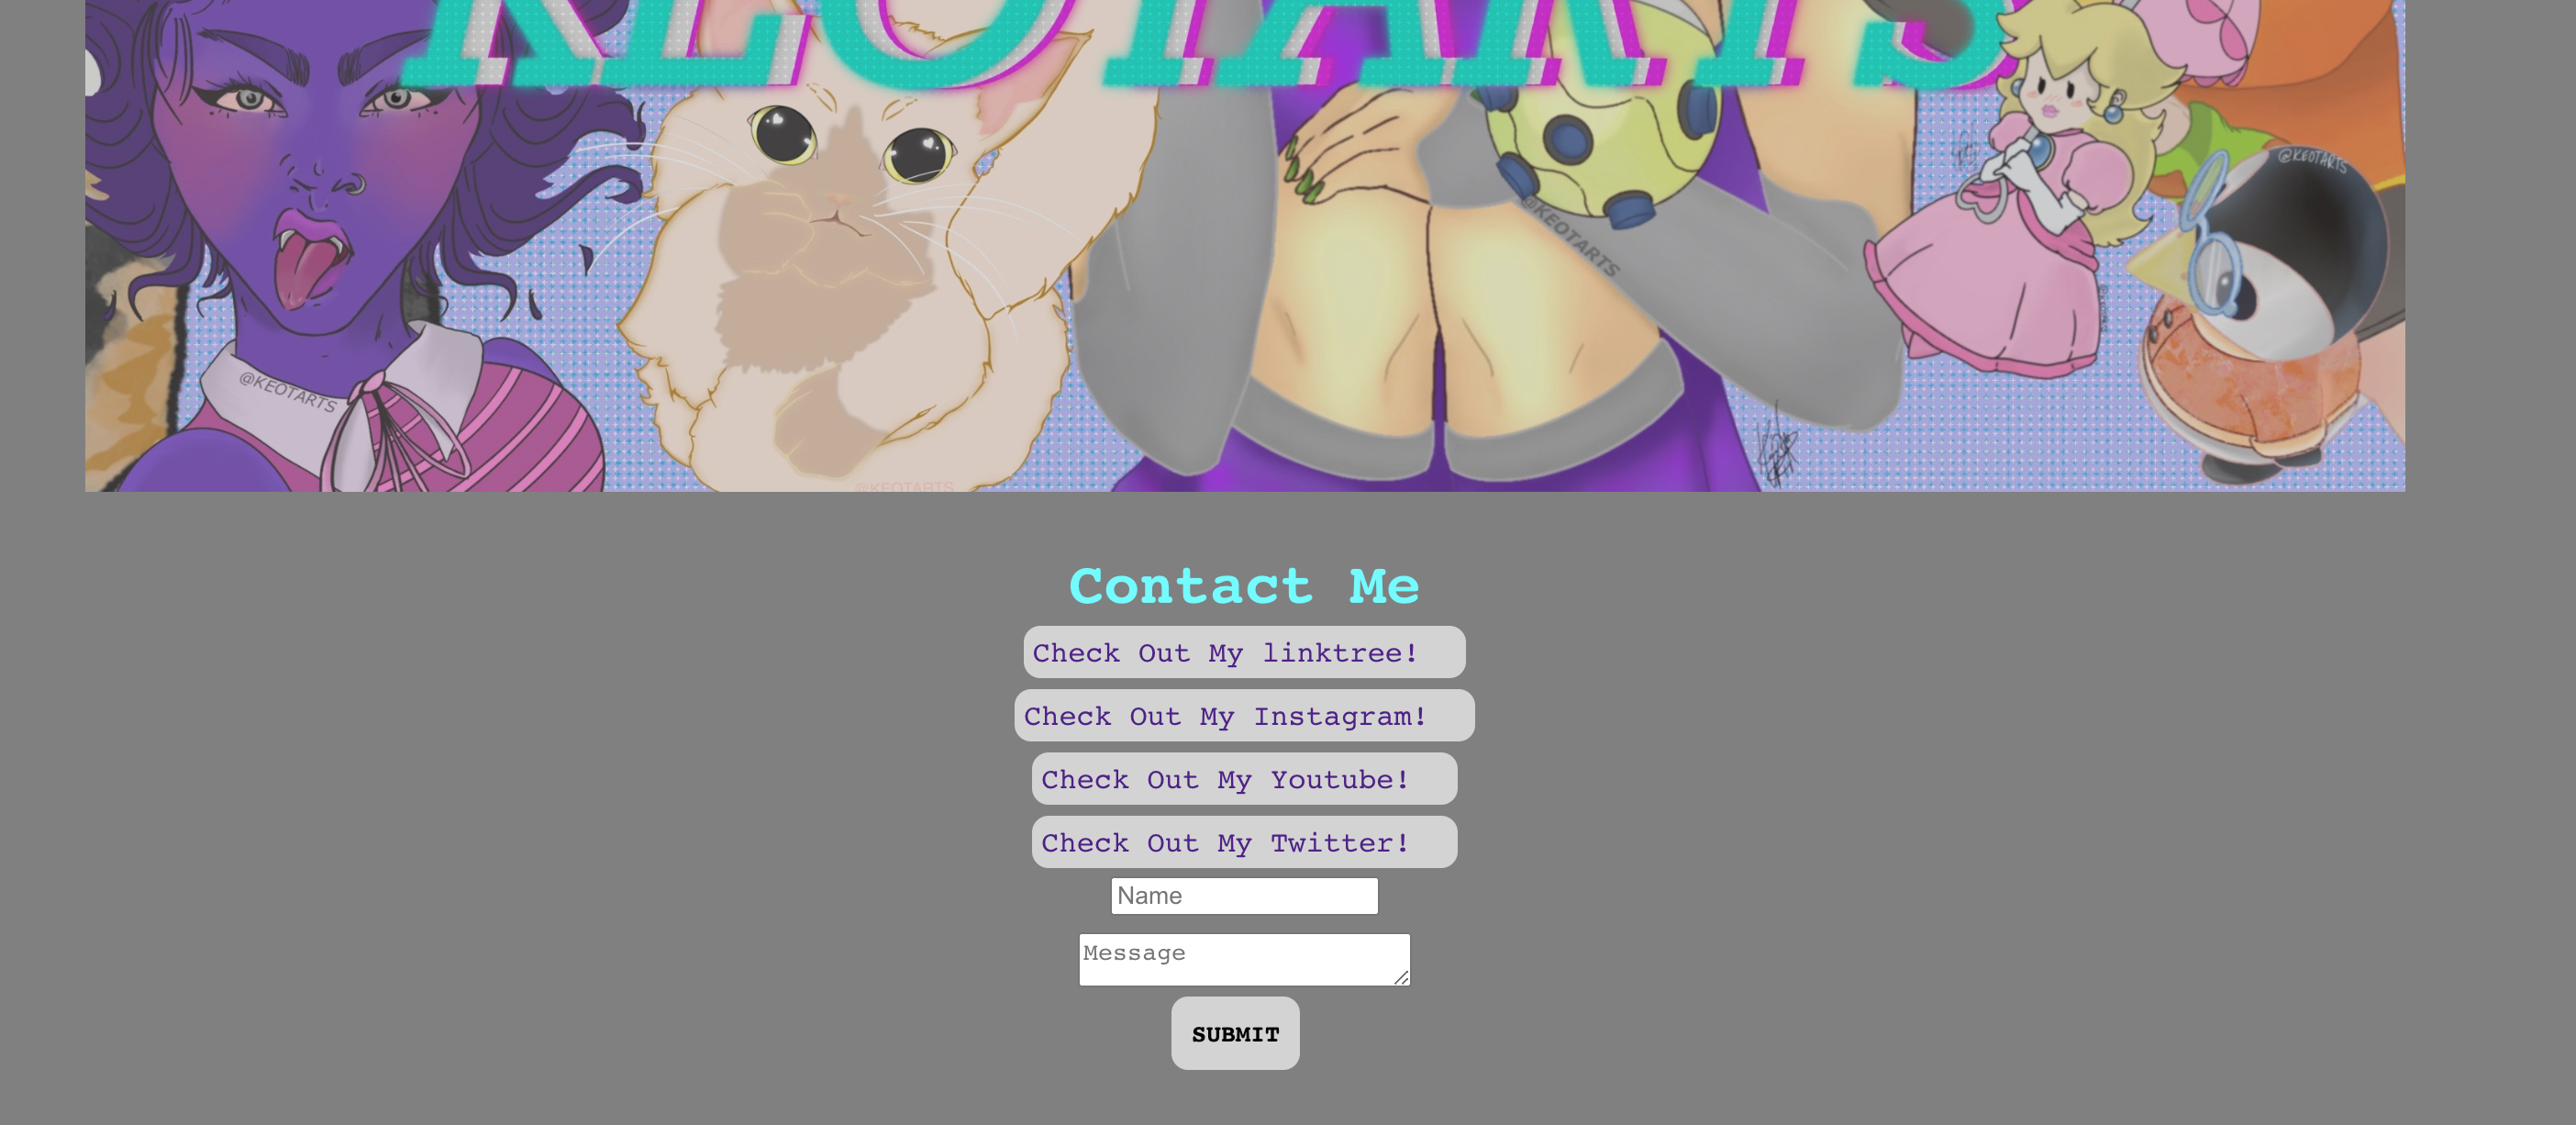 KEOTARTS
@KEOTARTS
@KEOTARTS
@KEOTARTS
@KEOTARTS
Contact Me
Check Out My linktree!
Check Out My Instagram!
Check Out My Youtube!
Check Out My Twitter!
Name
Message
SUBMIT